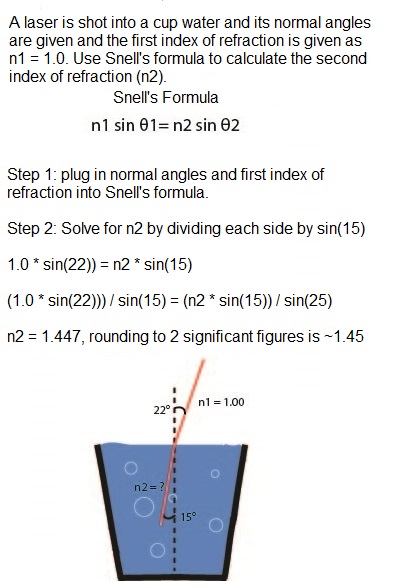 A laser is shot into a cup water and its normal angles
are given and the first index of refraction is given as
n1 = 1.0. Use Snell's formula to calculate the second
index of refraction (n2).
Snell's Formula
n1 sin θ1= n2 sin θ2
Step 1: plug in normal angles and first index of
refraction into Snell's formula.
Step 2: Solve for n2 by dividing each side by sin(15)
1.0 * sin(22)) = n2 * sin(15)
(1.0 * sin(22))) / sin(15) = (n2 * sin(15)) / sin(25)
n2 = 1.447, rounding to 2 significant figures is ~1.45
22°
n1 = 1.00
n2 = ?
15°